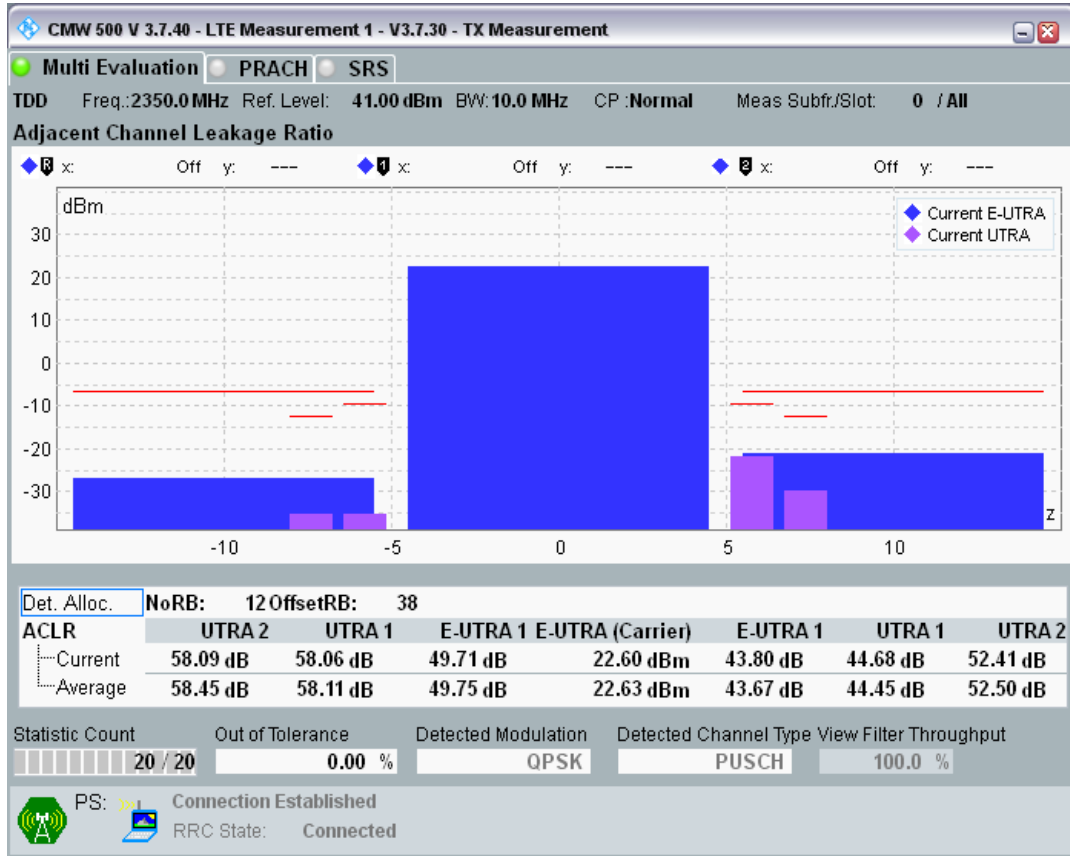 CMW 500 V 3.7.40 - LTE Measurement 1 - V3.7.30 - TX Measurement
Multi Evaluation PRACH SRS
TDD Freq.:2350.0 MHz Ref. Level: 41.00 dBm BW: 10.0 MHz CP :Normal Meas Subfr./Slot: 0 / All
Adjacent Channel Leakage Ratio
R x: Off y: --- 1 x: Off y: --- 2 x: Off y: ---
dBm
Current E-UTRA
Current UTRA
30
20
10
0
-10
-20
-30
z
-10 -5 0 5 10
Det. Alloc. NoRB: 12 OffsetRB: 38
ACLR UTRA 2 UTRA 1 E-UTRA 1 E-UTRA (Carrier) E-UTRA 1 UTRA 1 UTRA 2
Current 58.09 dB 58.06 dB 49.71 dB 22.60 dBm 43.80 dB 44.68 dB 52.41 dB
Average 58.45 dB 58.11 dB 49.75 dB 22.63 dBm 43.67 dB 44.45 dB 52.50 dB
Statistic Count Out of Tolerance Detected Modulation Detected Channel Type View Filter Throughput
20 / 20 0.00 % QPSK PUSCH 100.0 %
PS: Connection Established
RRC State: Connected